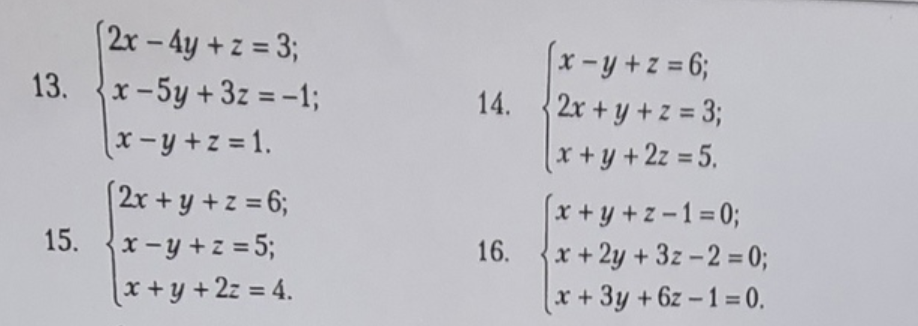 13. 2x – 4y + z = 3;
x – 5y + 3z = –1;
x – y + z = 1.
14. x – y + z = 6;
2x + y + z = 3;
x + y + 2z = 5.
15. 2x + y + z = 6;
x – y + z = 5;
x + y + 2z = 4.
16. x + y + z – 1 = 0;
x + 2y + 3z – 2 = 0;
x + 3y + 6z – 1 = 0.